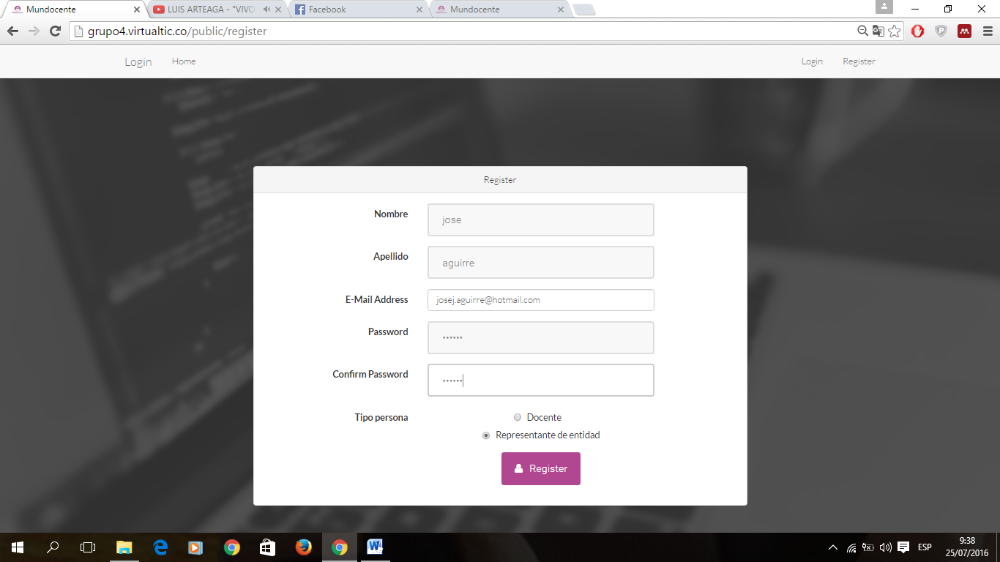 Mundocente
LUIS ARTEAGA - "VIVO
Facebook
Mundocente
grupo4.virtualtic.co/public/register
Login Home Login Register
Register
Nombre jose
Apellido aguirre
E-Mail Address josej.aguirre@hotmail.com
Password ••••••
Confirm Password ••••••
Tipo persona Docente
Representante de entidad
Register
ESP
9:38
25/07/2016